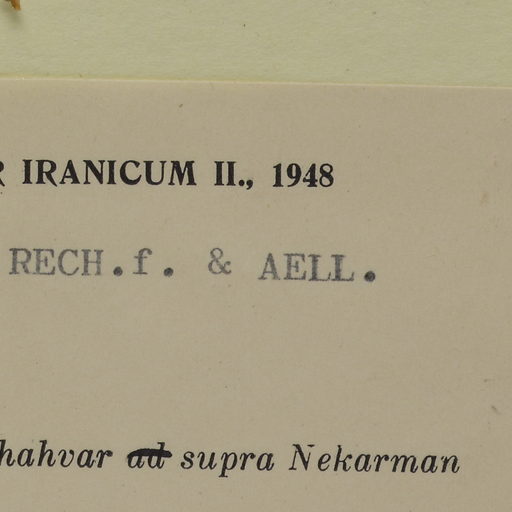 R IRANICUM II., 1948
RECH.f. & AELL.
hahvar ad supra Nekarman